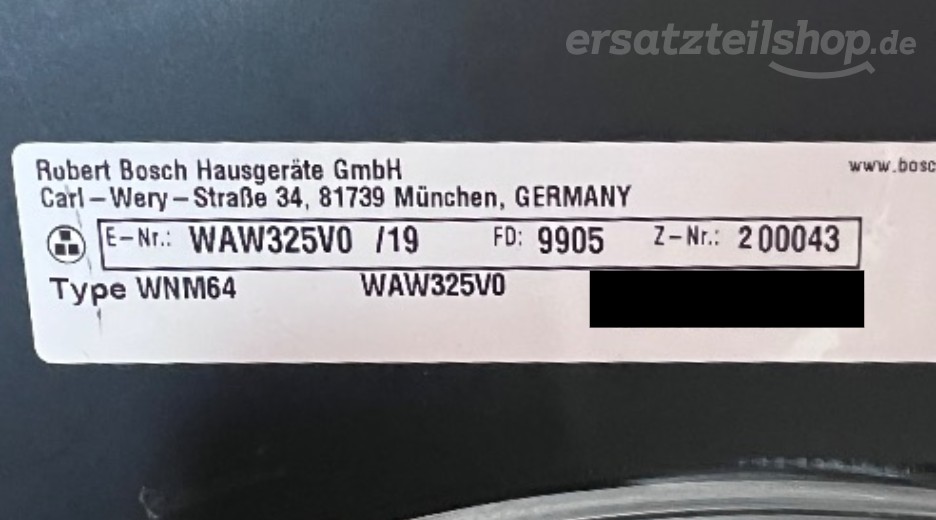 ersatzteilshop.de
Robert Bosch Hausgeräte GmbH
www.bosc
Carl-Wery-Straße 34, 81739 München, GERMANY
E-Nr.: WAW325V0 /19 FD: 9905 Z-Nr.: 200043
Type WNM64 WAW325V0